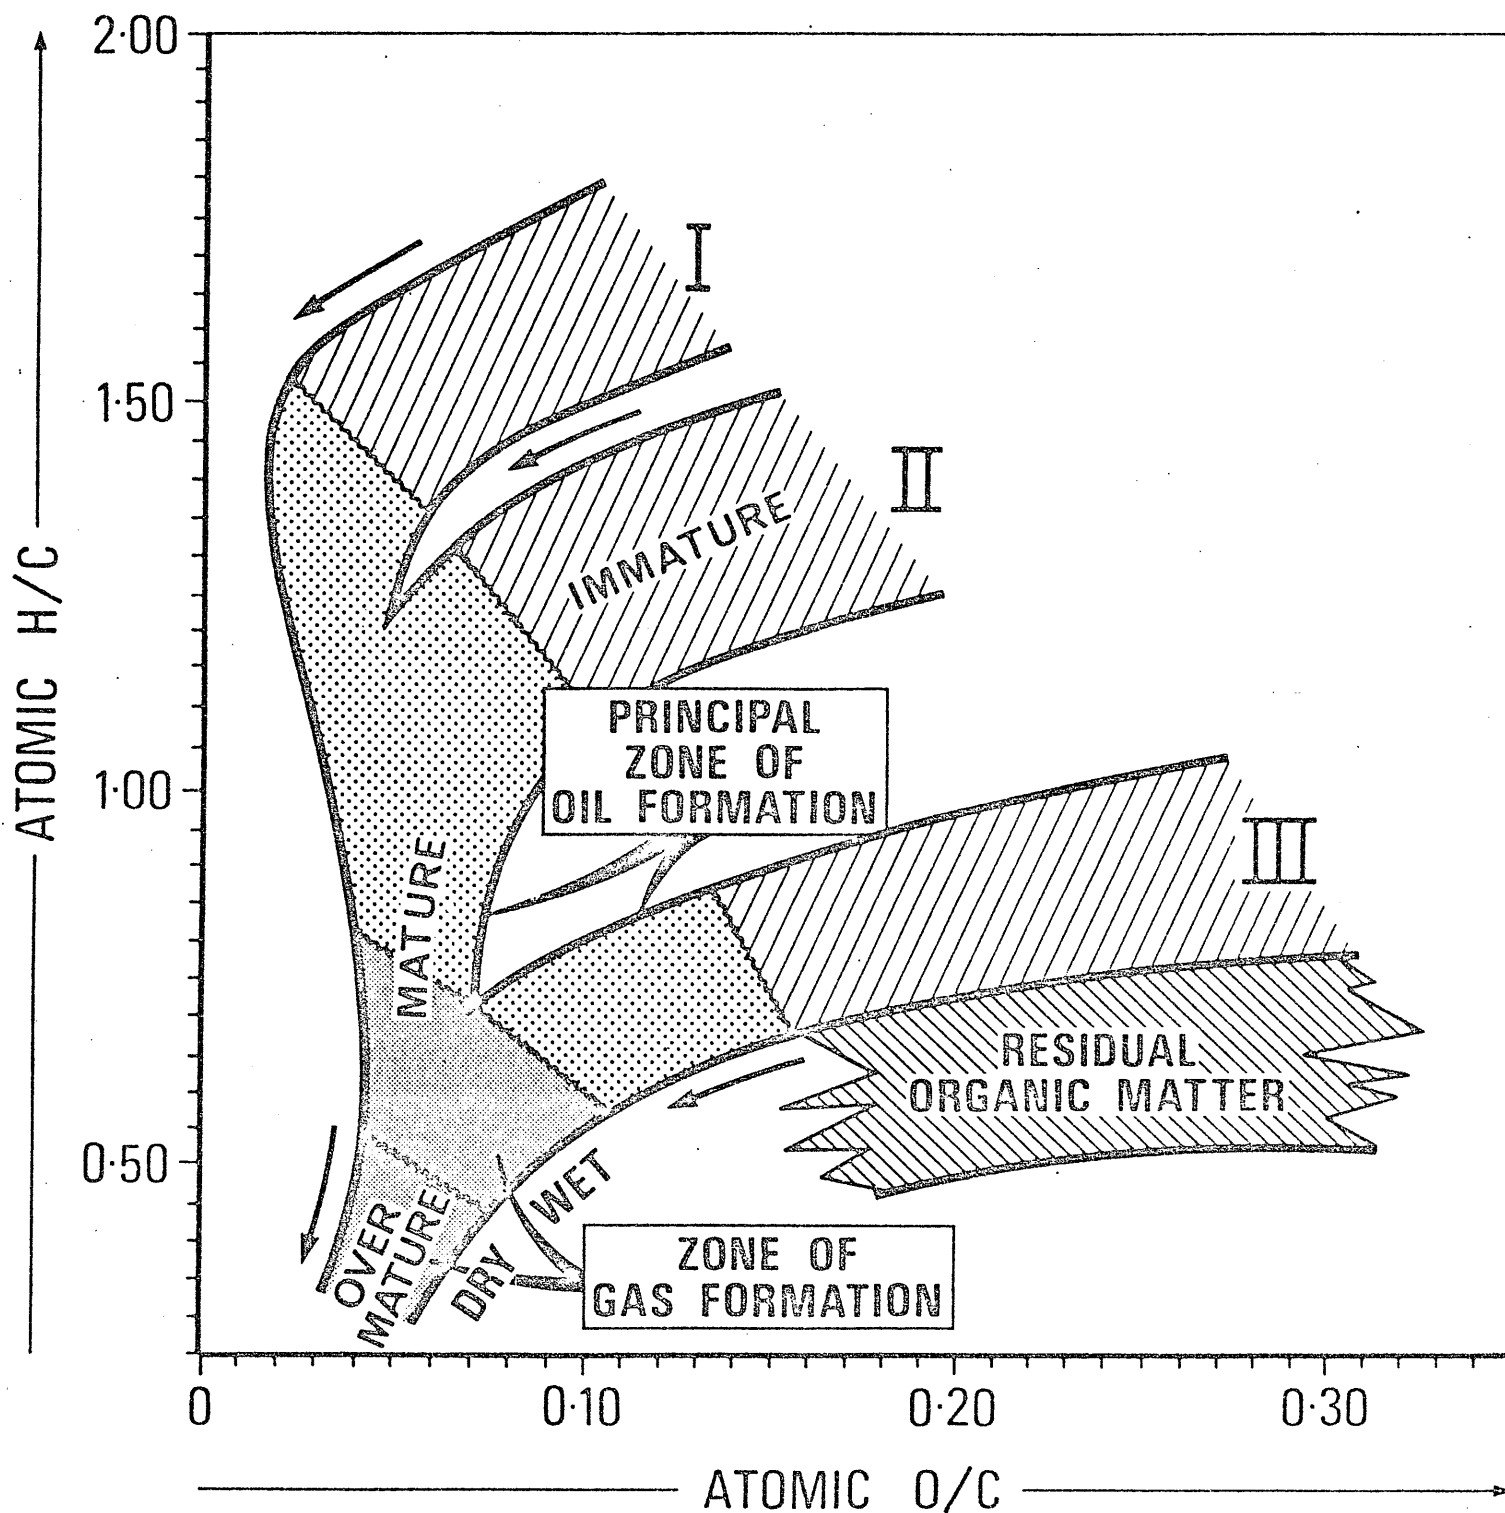 ATOMIC H/C
2·00
1·50
1·00
0·50
I
II
IMMATURE
PRINCIPAL
ZONE OF
OIL FORMATION
III
MATURE
RESIDUAL
ORGANIC MATTER
OVER
MATURE
DRY
WET
ZONE OF
GAS FORMATION
0
0·10
0·20
0·30
ATOMIC O/C